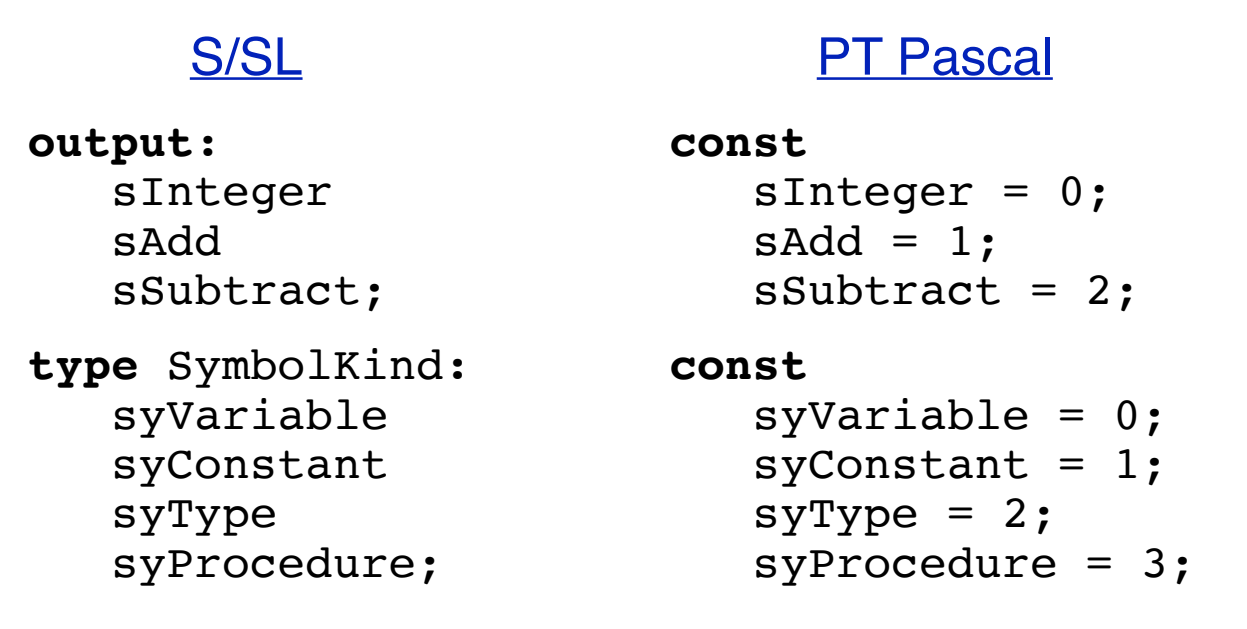 S/SL PT Pascal
output: const
sInteger sInteger = 0;
sAdd sAdd = 1;
sSubtract; sSubtract = 2;
type SymbolKind: const
syVariable syVariable = 0;
syConstant syConstant = 1;
syType syType = 2;
syProcedure; syProcedure = 3;